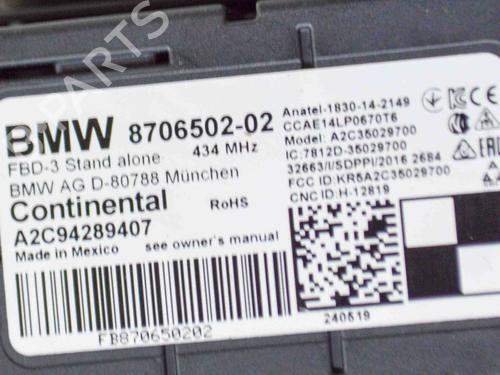 B PARTS
BMW 8706502-02
FBD-3 Stand alone 434 MHz
BMW AG D-80788 München
Continental RoHS
A2C94289407
Made in Mexico see owner's manual
FB870650202
Anatel-1830-14-2149
CCAE14LP0670T6
Model: A2C35029700
IC:7812D-35029700
32663/I/SDPPI/2016 2684
FCC ID:KR5A2C35029700
CNC ID:H-12819
240519